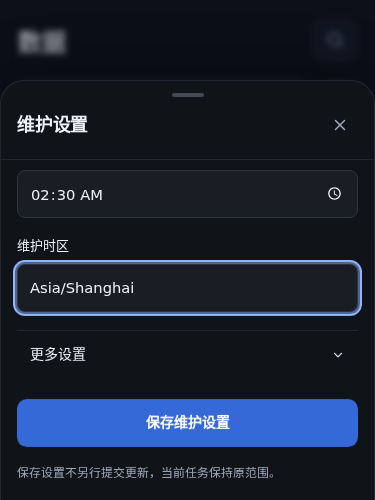 数据
维护设置
02:30 AM
维护时区
Asia/Shanghai
更多设置
保存维护设置
保存设置不另行提交更新，当前任务保持原范围。